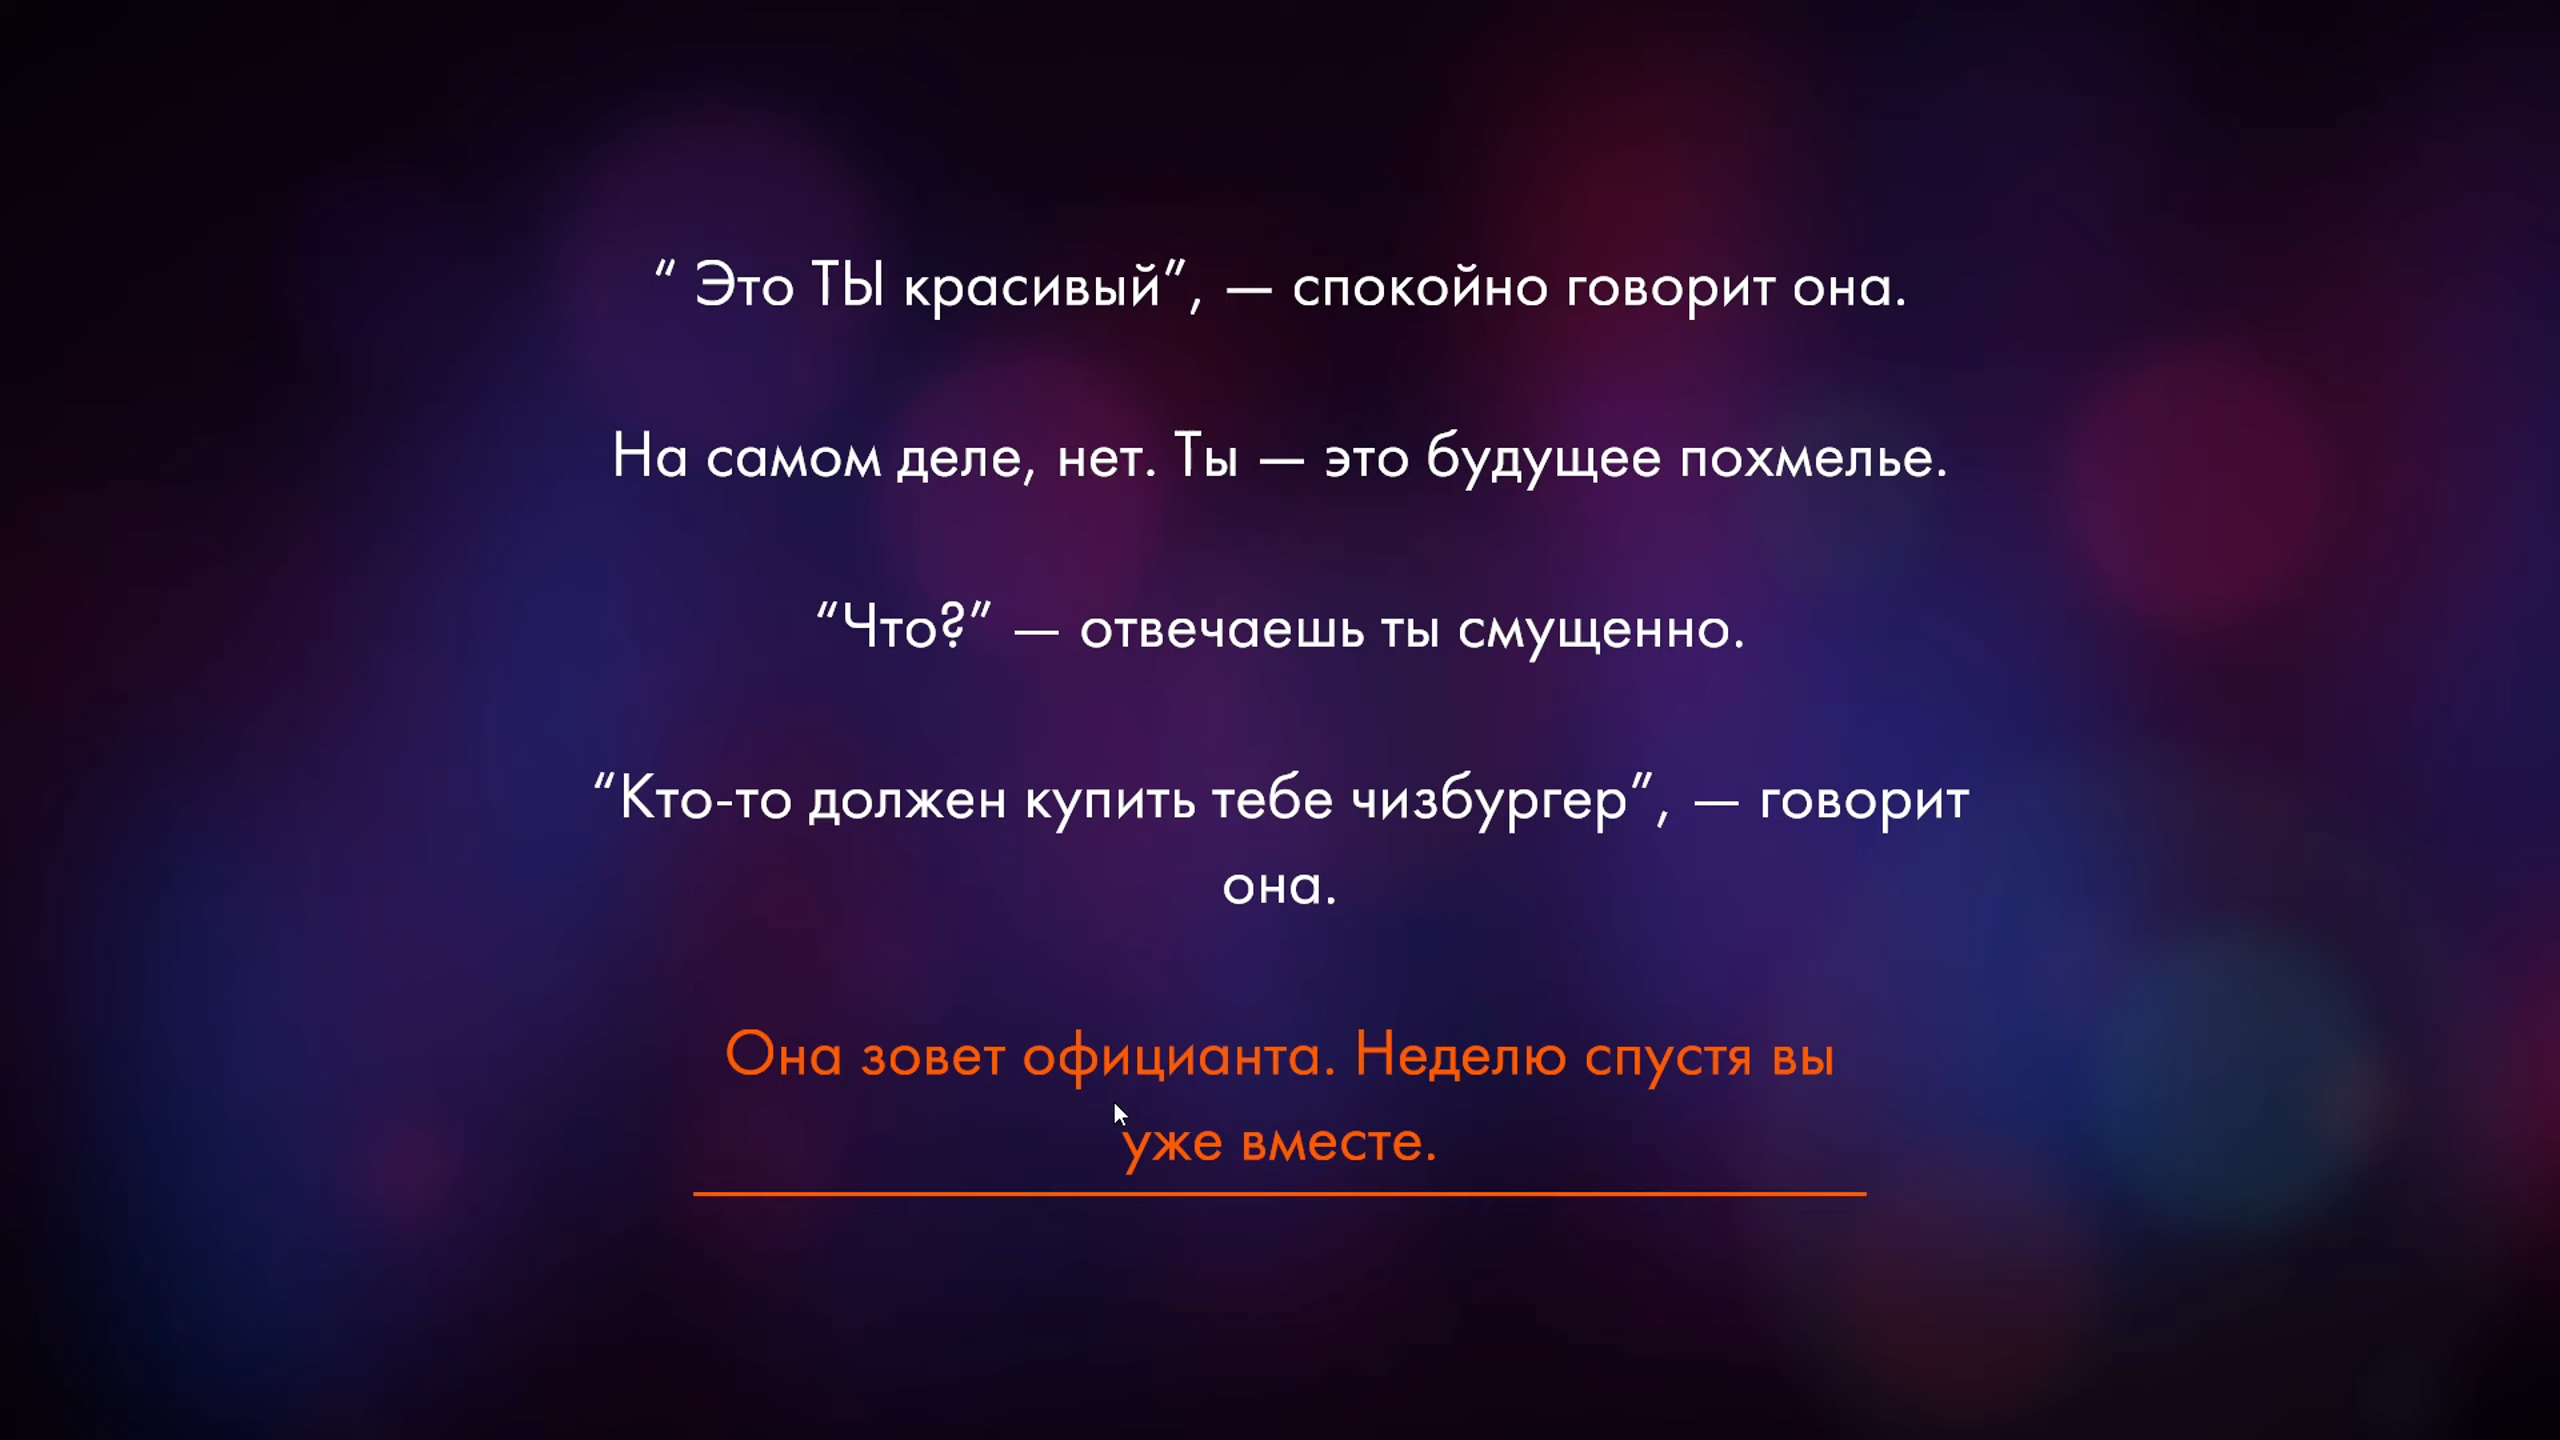 “ Это ТЫ красивый”, — спокойно говорит она.
На самом деле, нет. Ты — это будущее похмелье.
“Что?” — отвечаешь ты смущенно.
“Кто-то должен купить тебе чизбургер”, — говорит
она.
Она зовет официанта. Неделю спустя вы
уже вместе.